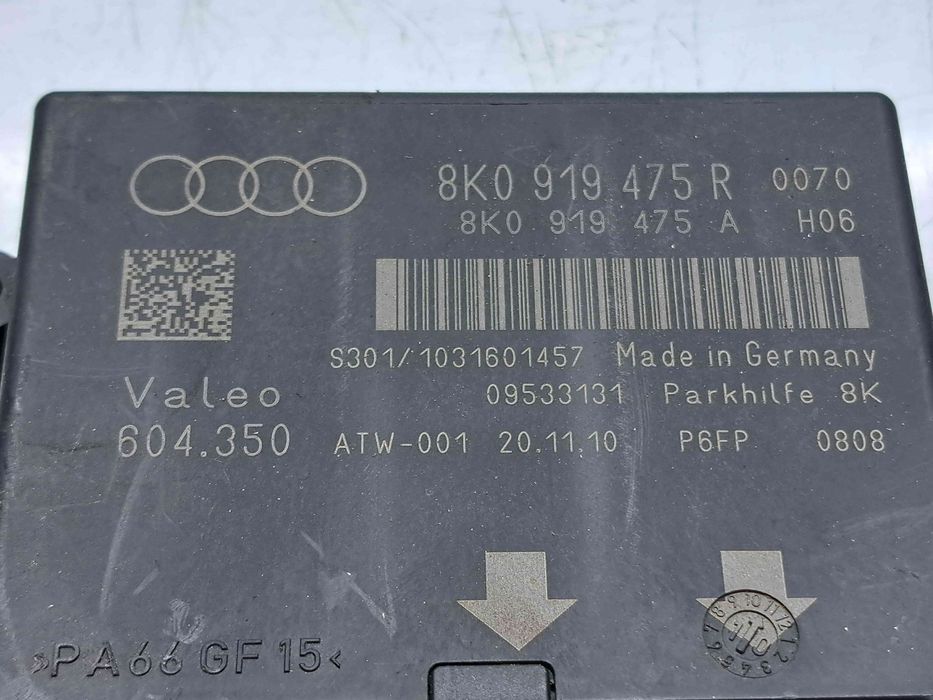 8K0 919 475 R 0070
8K0 919 475 A H06
S301/1031601457 Made in Germany
Valeo 09533131 Parkhilfe 8K
604.350 ATW-001 20.11.10 P6FP 0808
>PA66 GF15<